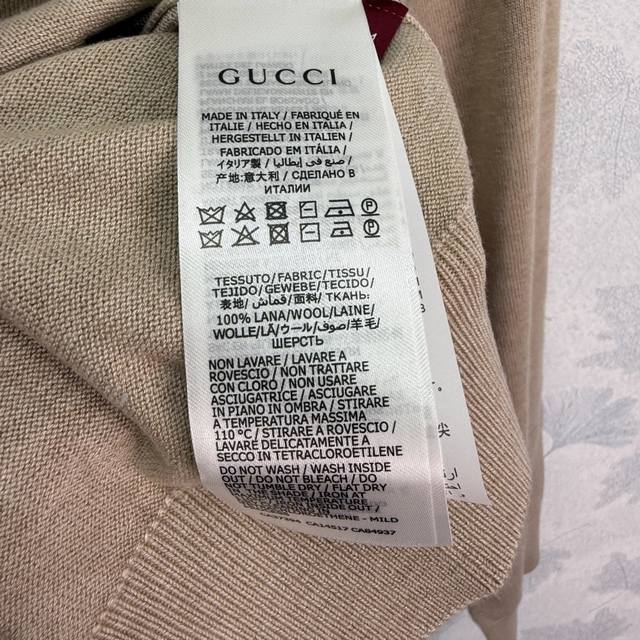 GUCCI
MADE IN ITALY / FABRIQUÉ EN
ITALIE / HECHO EN ITALIA /
HERGESTELLT IN ITALIEN /
FABRICADO EM ITÁLIA /
イタリア製 / صنع في إيطاليا /
产地:意大利 / СДЕЛАНО В
ИТАЛИИ
TESSUTO/FABRIC/TISSU/
TEJIDO/GEWEBE/TECIDO/
表地/قماش/面料/ ТКАНЬ:
100% LANA/WOOL/LAINE/
WOLLE/LÃ/ウール/صوف/羊毛/
ШЕРСТЬ
NON LAVARE / LAVARE A
ROVESCIO / NON TRATTARE
CON CLORO / NON USARE
ASCIUGATRICE / ASCIUGARE
IN PIANO IN OMBRA / STIRARE
A TEMPERATURA MASSIMA
110 °C / STIRARE A ROVESCIO /
LAVARE DELICATAMENTE A
SECCO IN TETRACLOROETILENE
DO NOT WASH / WASH INSIDE
OUT / DO NOT BLEACH / DO
NOT TUMBLE DRY / FLAT DRY
IN THE SHADE / IRON AT
TEMPERATURE
INSIDE OUT /
- MILD
CA14517 CA84937